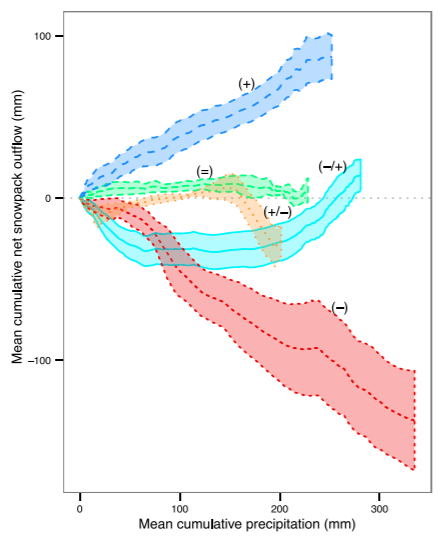 100
(+)
(=)
(−/+)
0
(+/−)
(−)
−100
0 100 200 300
Mean cumulative precipitation (mm)
Mean cumulative net snowpack outflow (mm)